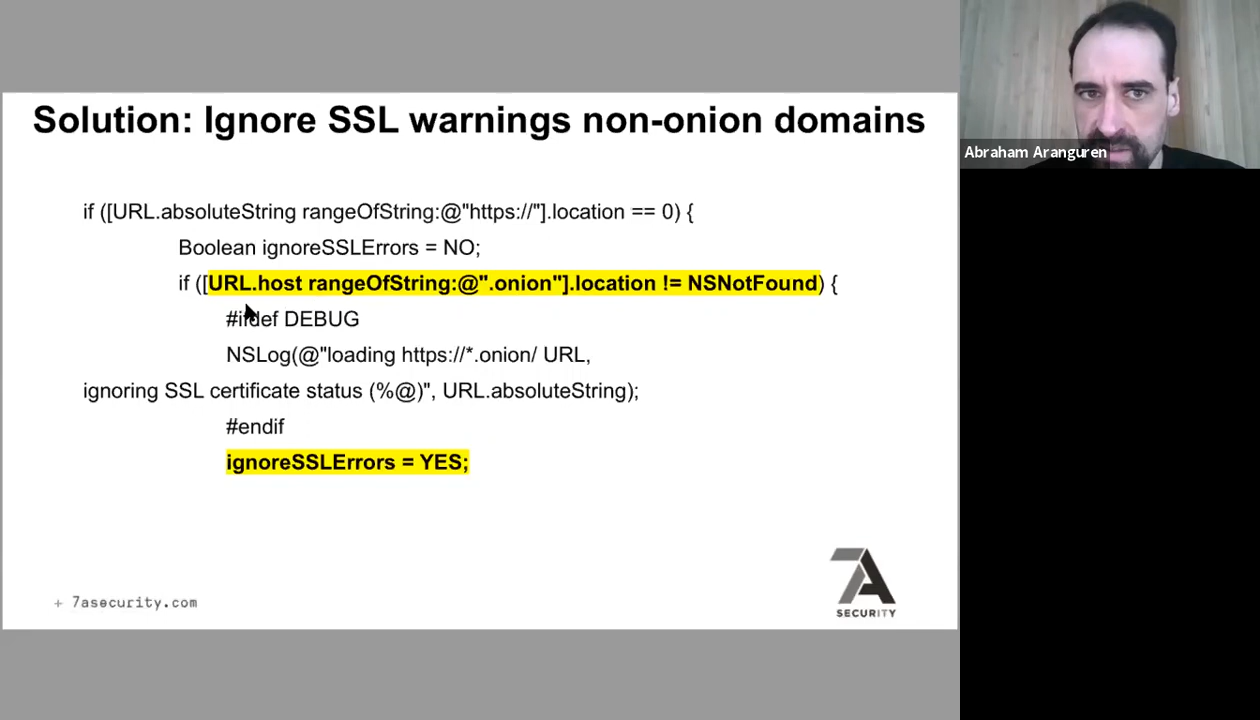 Solution: Ignore SSL warnings non-onion domains
if ([URL.absoluteString rangeOfString:@"https://"].location == 0) {
Boolean ignoreSSLErrors = NO;
if ([URL.host rangeOfString:@".onion"].location != NSNotFound) {
#ifdef DEBUG
NSLog(@"loading https://*.onion/ URL,
ignoring SSL certificate status (%@)", URL.absoluteString);
#endif
ignoreSSLErrors = YES;
+ 7asecurity.com
7A
SECURITY
Abraham Aranguren